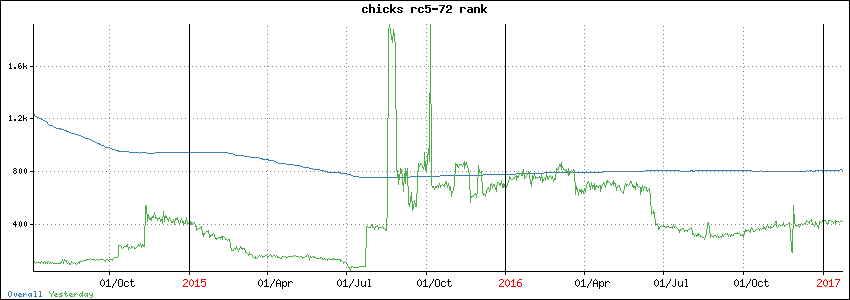 chicks rc5-72 rank
1.6k
1.2k
800
400
01/Oct 2015 01/Apr 01/Jul 01/Oct 2016 01/Apr 01/Jul 01/Oct 2017
Overall Yesterday